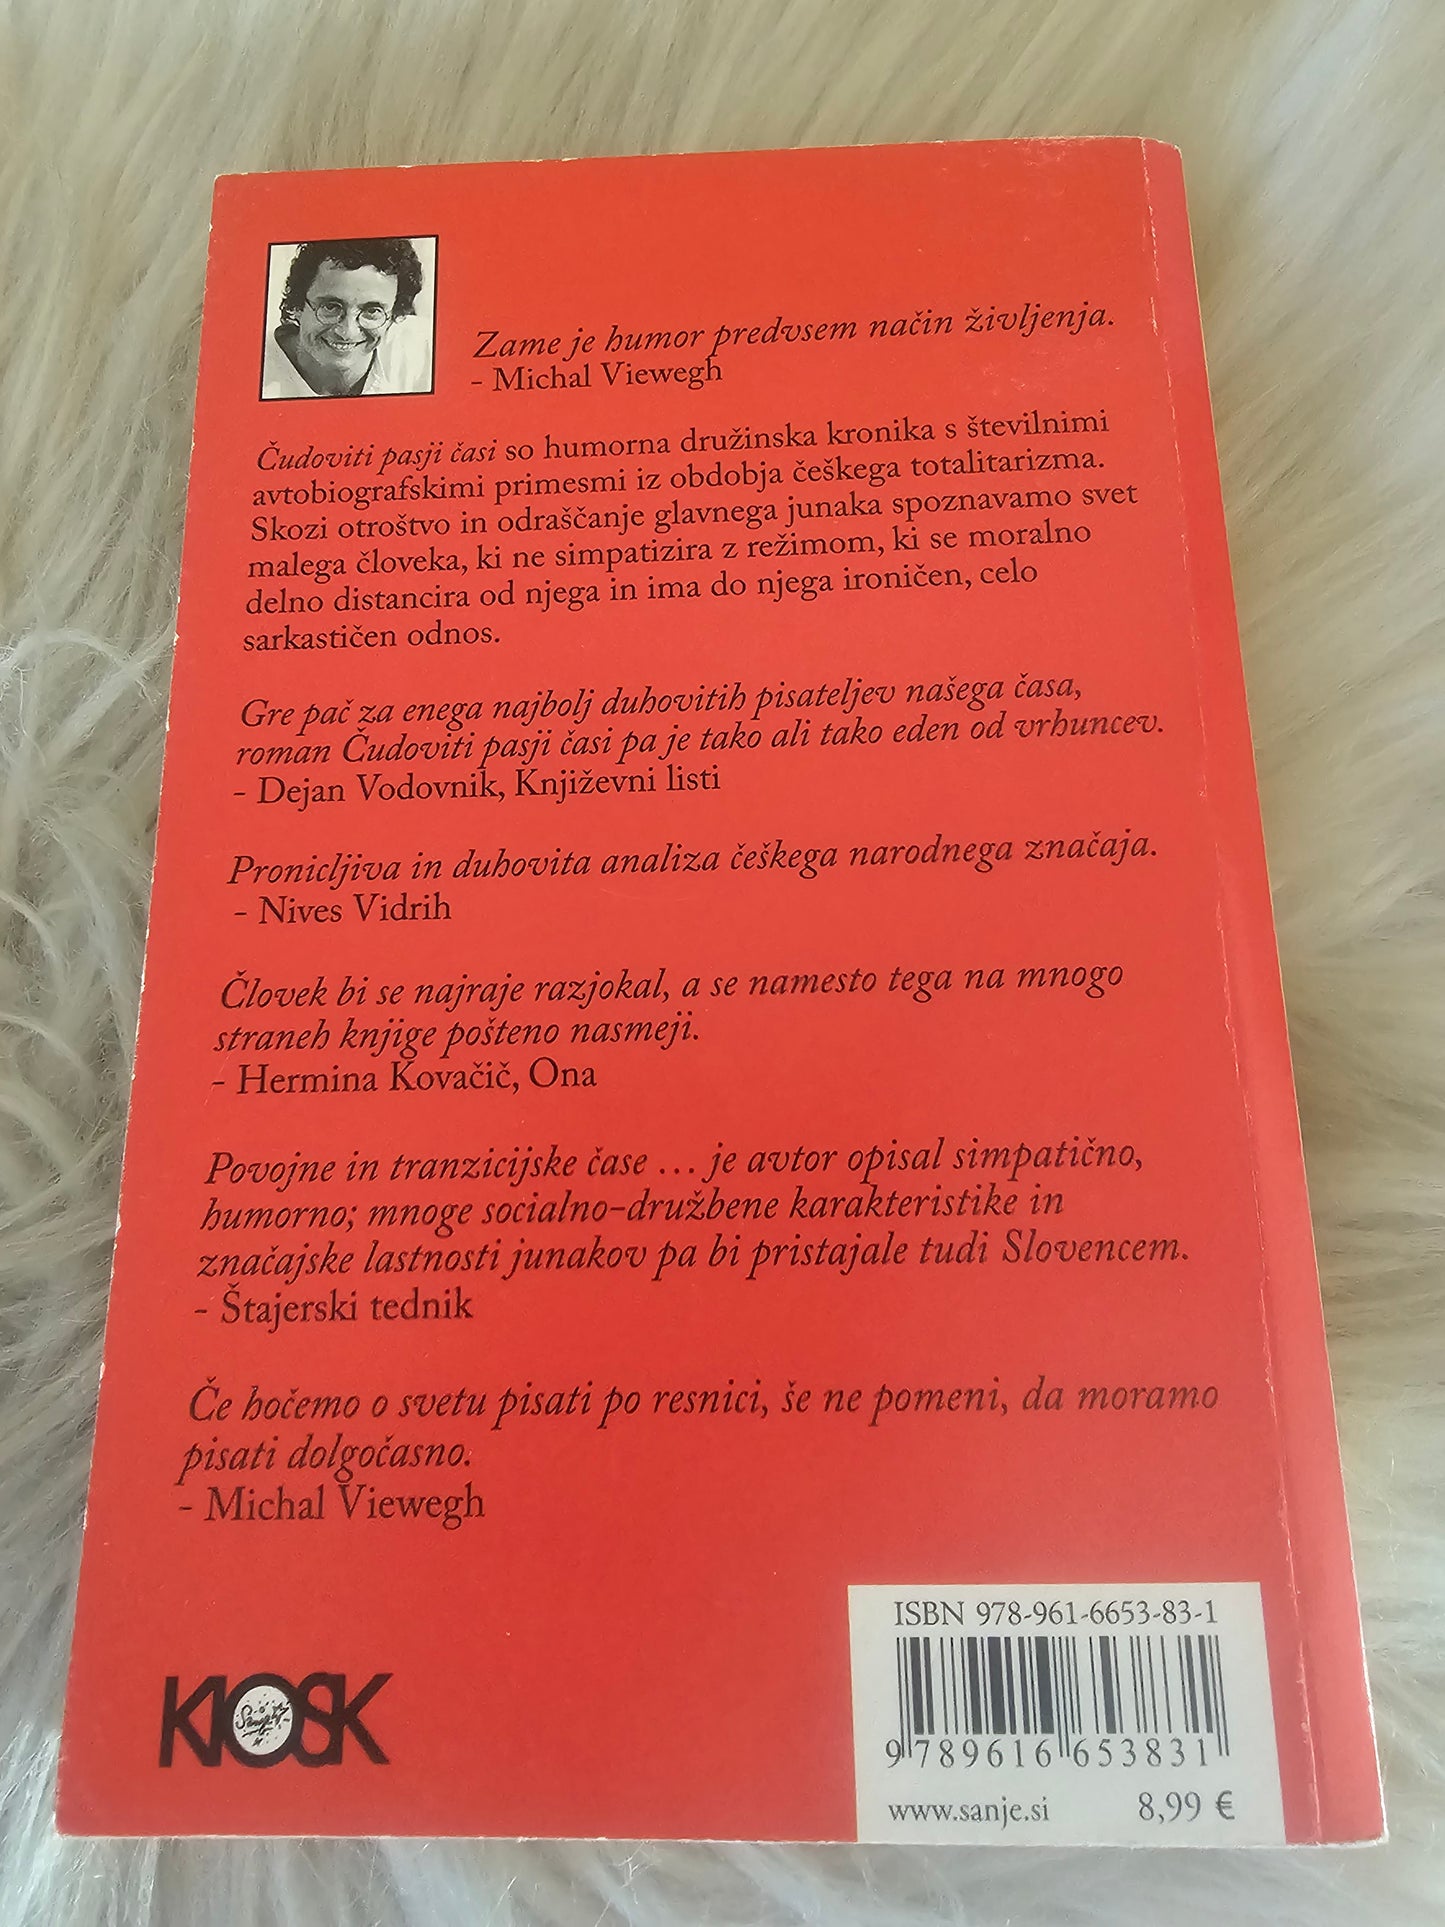 Zame je humor predvsem način življenja.
- Michal Viewegh
Čudoviti pasji časi so humorna družinska kronika s številnimi
avtobiografskimi primesmi iz obdobja češkega totalitarizma.
Skozi otroštvo in odraščanje glavnega junaka spoznavamo svet
malega človeka, ki ne simpatizira z režimom, ki se moralno
delno distancira od njega in ima do njega ironičen, celo
sarkastičen odnos.
Gre pač za enega najbolj duhovitih pisateljev našega časa,
roman Čudoviti pasji časi pa je tako ali tako eden od vrhuncev.
- Dejan Vodovnik, Književni listi
Pronicljiva in duhovita analiza češkega narodnega značaja.
- Nives Vidrih
Človek bi se najraje razjokal, a se namesto tega na mnogo
straneh knjige pošteno nasmeji.
- Hermina Kovačič, Ona
Povojne in tranzicijske čase ... je avtor opisal simpatično,
humorno; mnoge socialno-družbene karakteristike in
značajske lastnosti junakov pa bi pristajale tudi Slovencem.
- Štajerski tednik
Če hočemo o svetu pisati po resnici, še ne pomeni, da moramo
pisati dolgočasno.
- Michal Viewegh
ISBN 978-961-6653-83-1
9 789616 653831
www.sanje.si 8,99 €
KIOSK